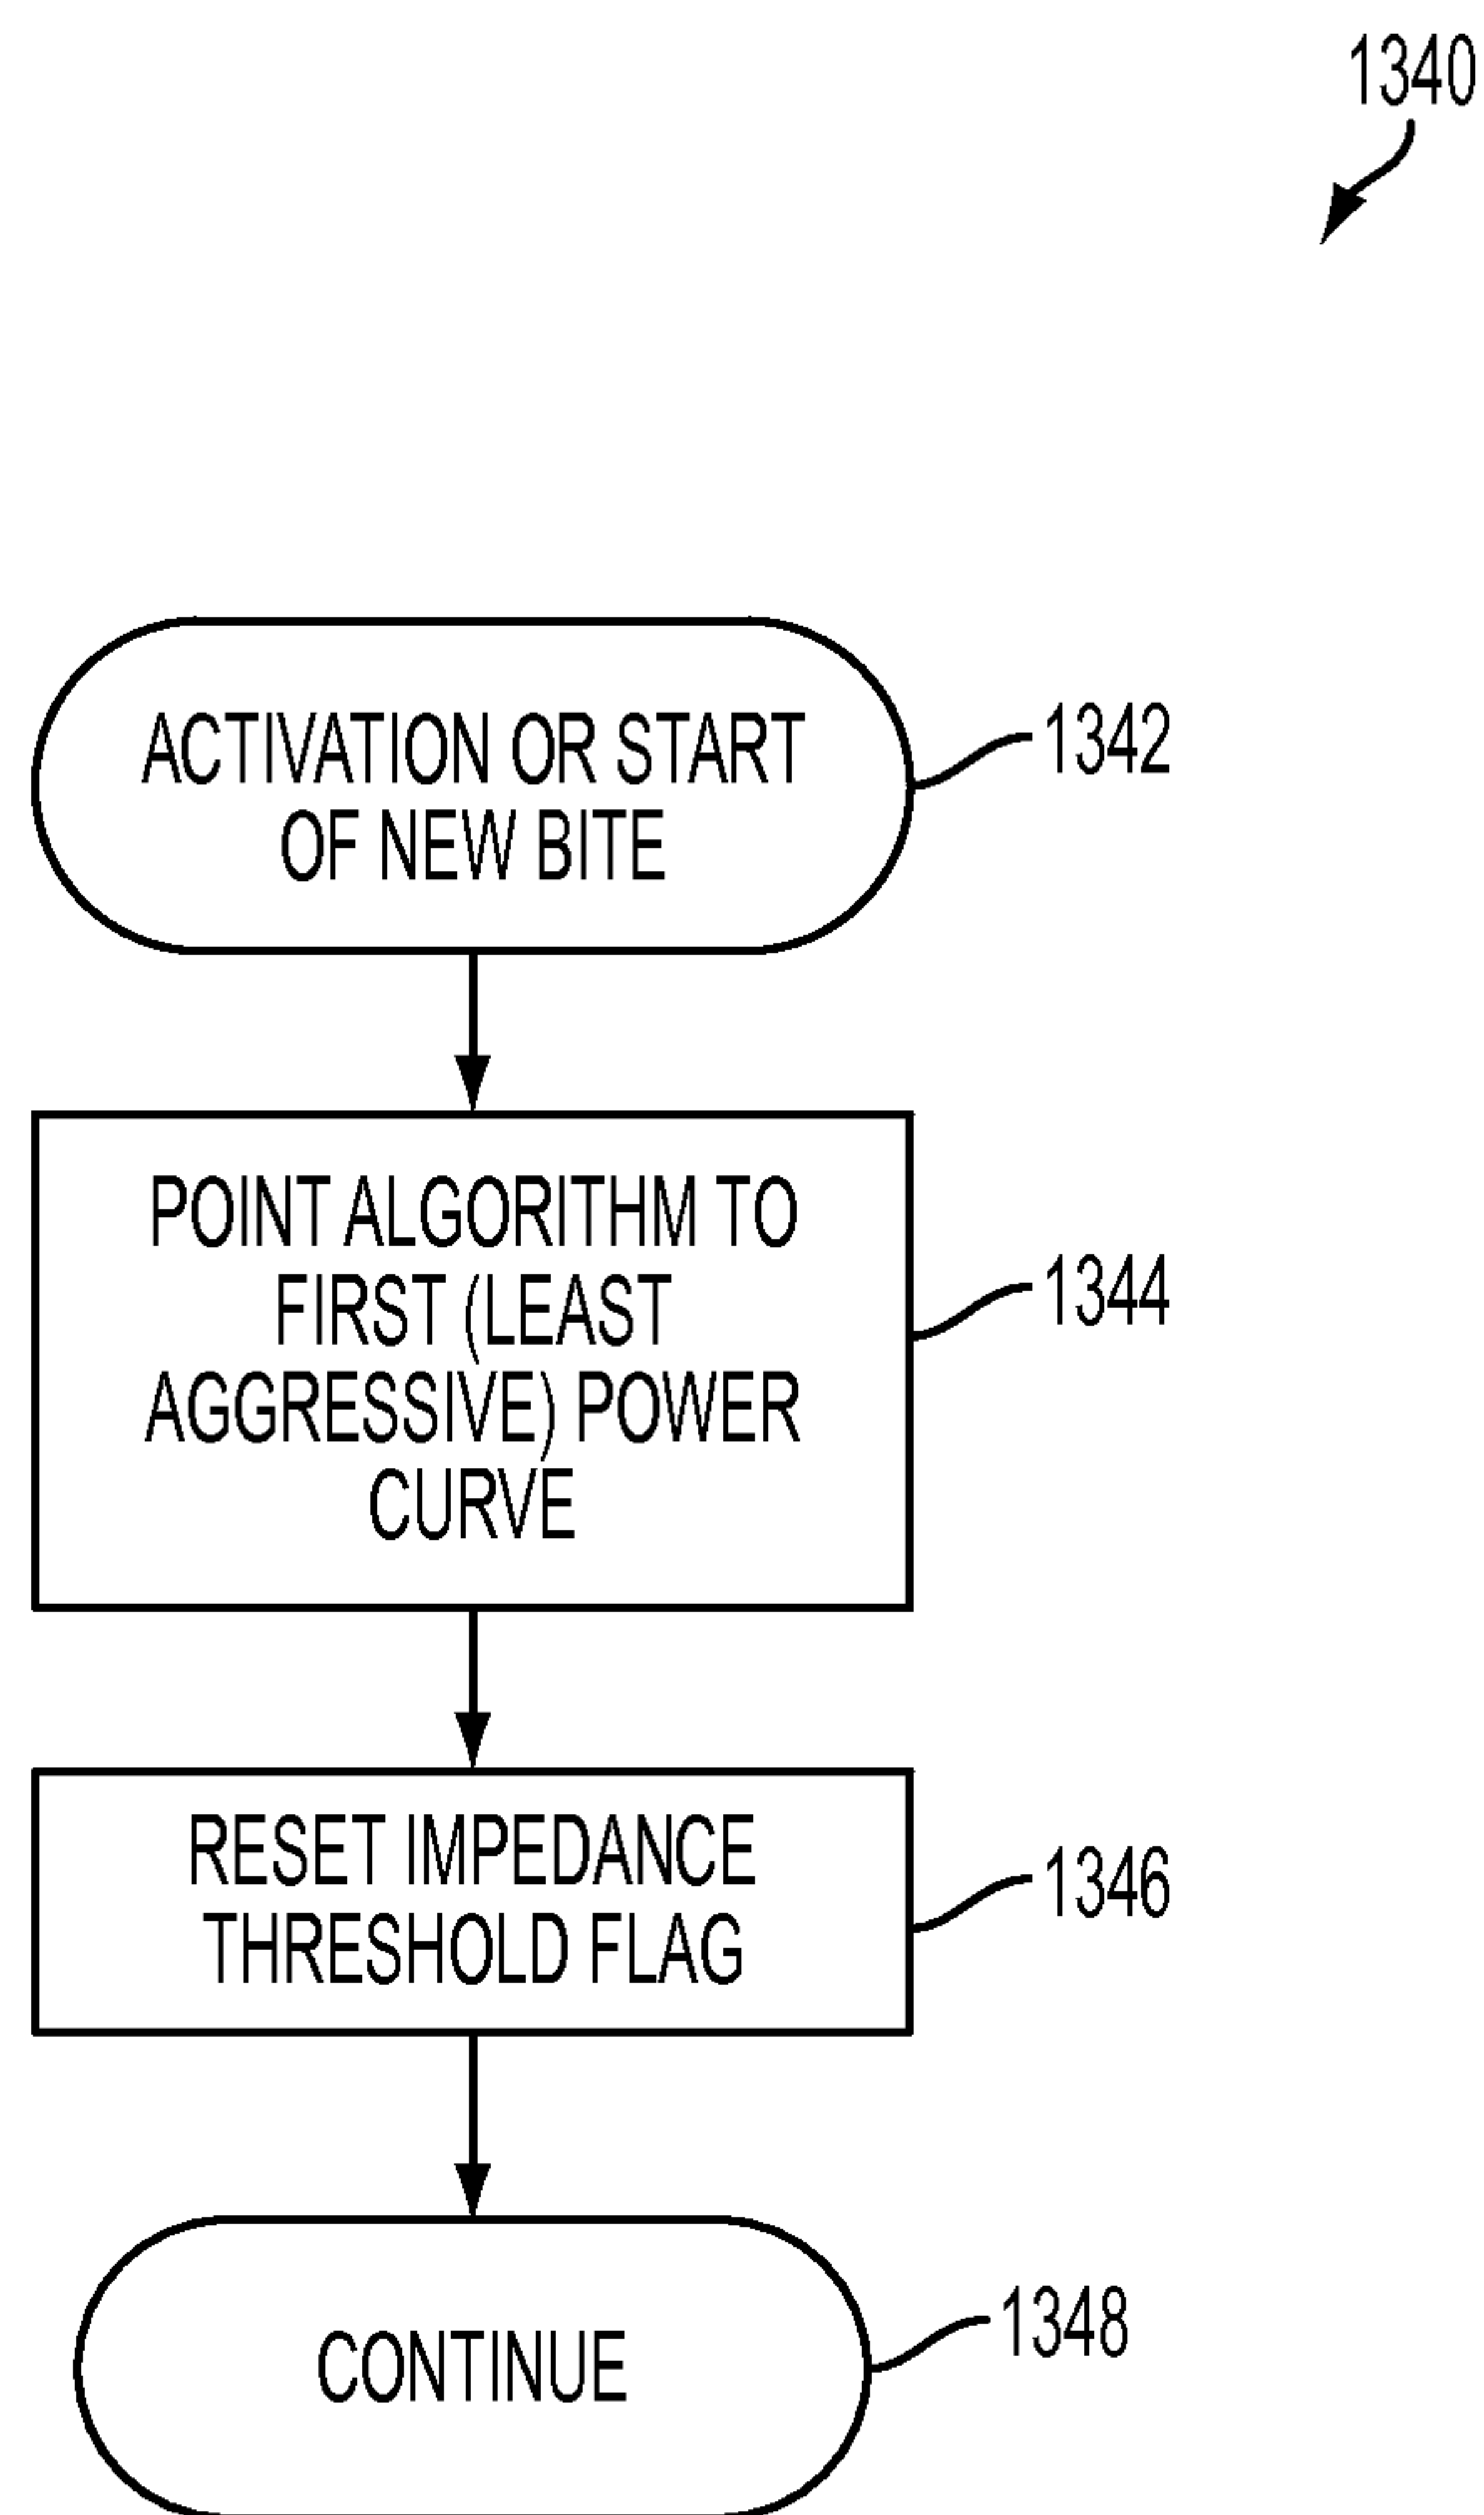 1340
ACTIVATION OR START
OF NEW BITE
1342
POINT ALGORITHM TO
FIRST (LEAST
AGGRESSIVE) POWER
CURVE
1344
RESET IMPEDANCE
THRESHOLD FLAG
1346
CONTINUE
1348